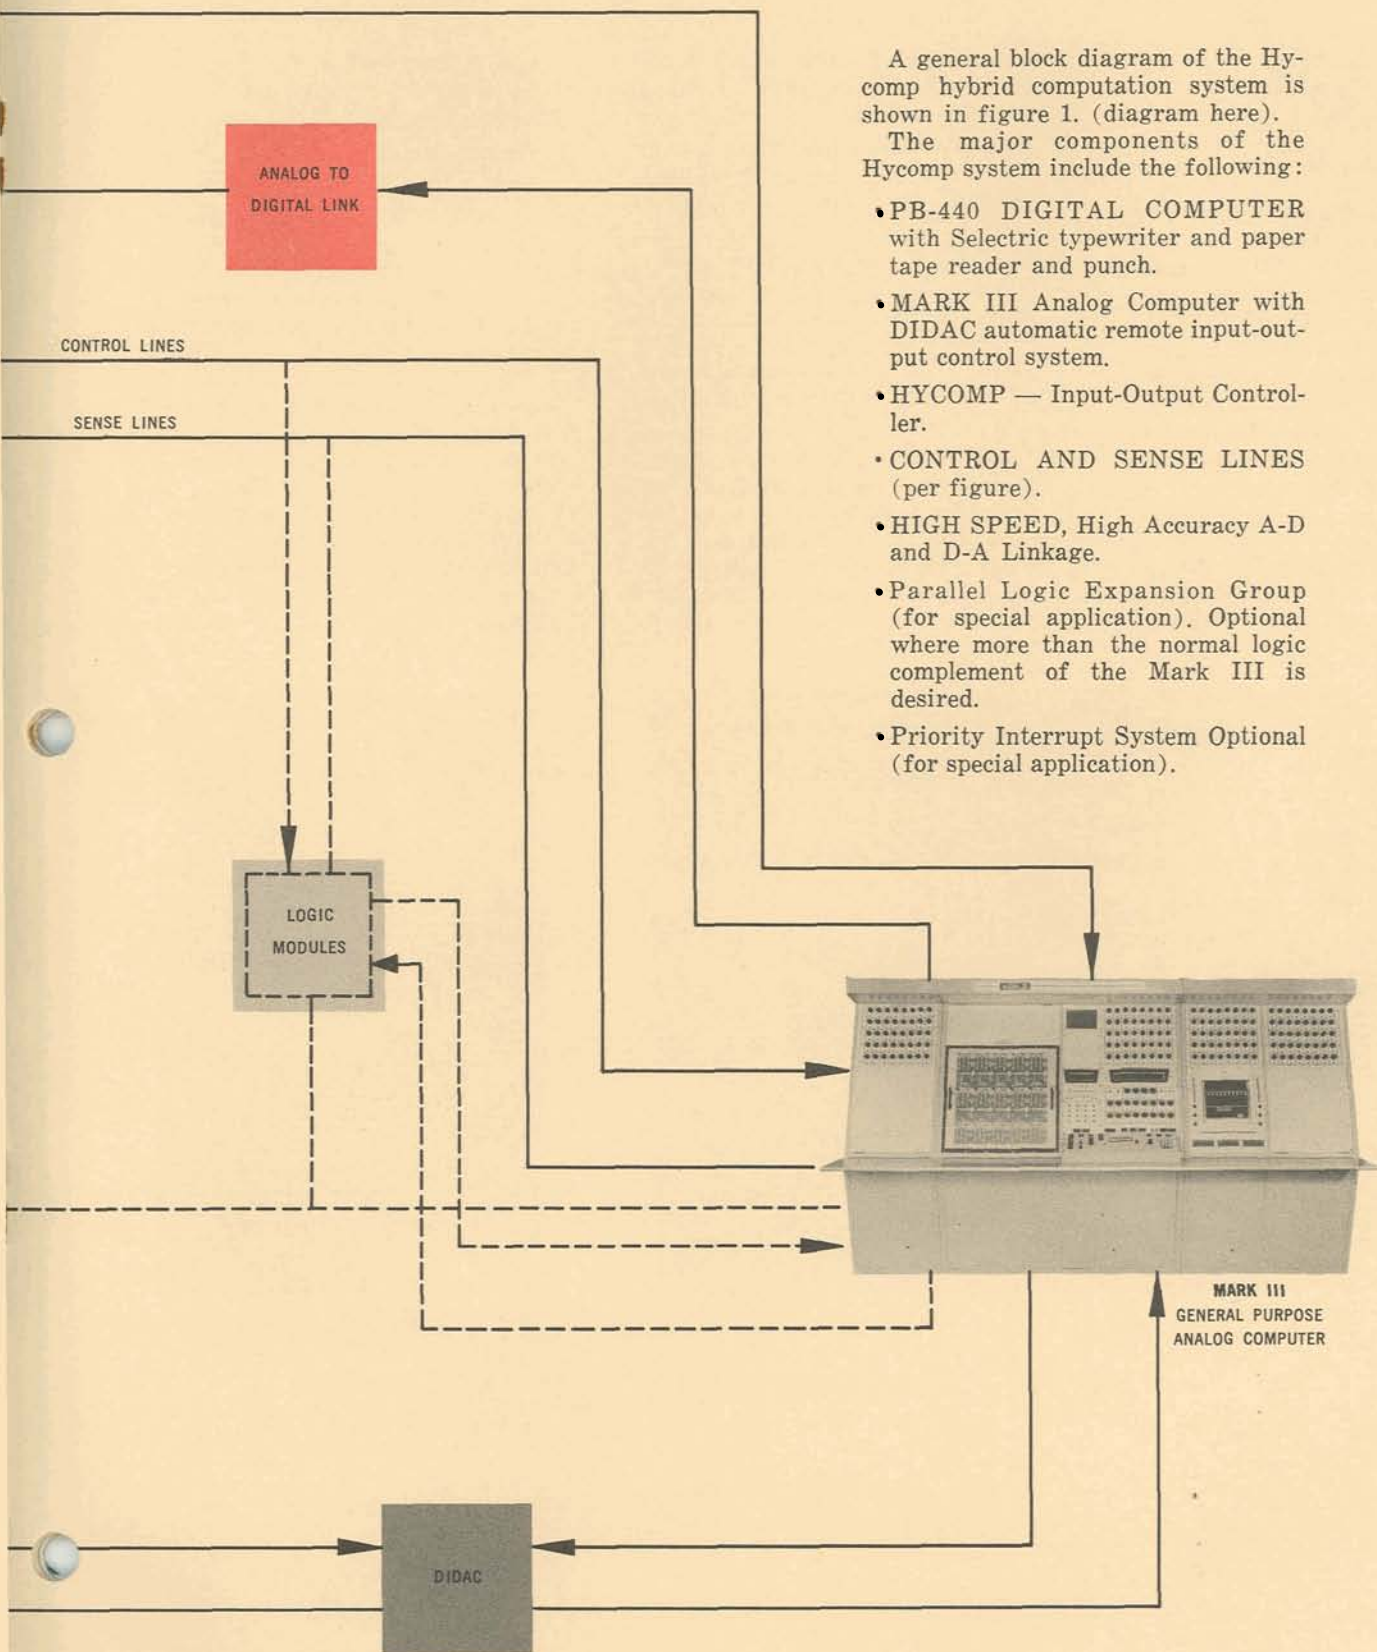 A general block diagram of the Hy-
comp hybrid computation system is
shown in figure 1. (diagram here).
The major components of the
Hycomp system include the following:
•PB-440 DIGITAL COMPUTER
with Selectric typewriter and paper
tape reader and punch.
•MARK III Analog Computer with
DIDAC automatic remote input-out-
put control system.
•HYCOMP — Input-Output Control-
ler.
•CONTROL AND SENSE LINES
(per figure).
•HIGH SPEED, High Accuracy A-D
and D-A Linkage.
•Parallel Logic Expansion Group
(for special application). Optional
where more than the normal logic
complement of the Mark III is
desired.
•Priority Interrupt System Optional
(for special application).
ANALOG TO
DIGITAL LINK
CONTROL LINES
SENSE LINES
LOGIC
MODULES
MARK III
GENERAL PURPOSE
ANALOG COMPUTER
DIDAC